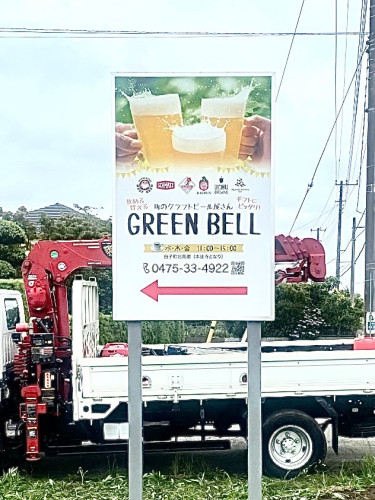 飲める
買える
街のクラフトビール屋さん
ギフトに
ピッタリ!
GREEN BELL
水・木・金 11:00~15:00
0475-33-4922